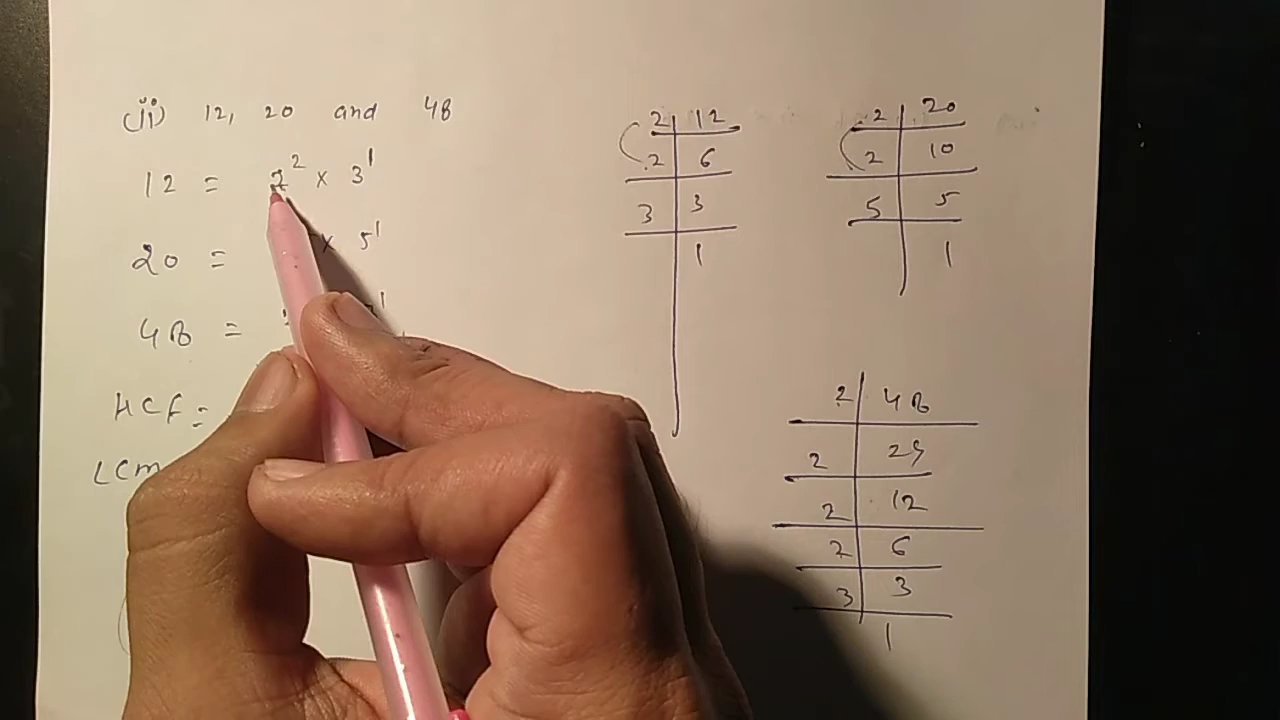 (ii) 12, 20 and 48
12 = 2² × 3¹
20 = × 5¹
48 =
HCF =
LCM
2 | 12
2 | 6
3 | 3
1
2 | 20
2 | 10
5 | 5
1
2 | 48
2 | 24
2 | 12
2 | 6
3 | 3
1